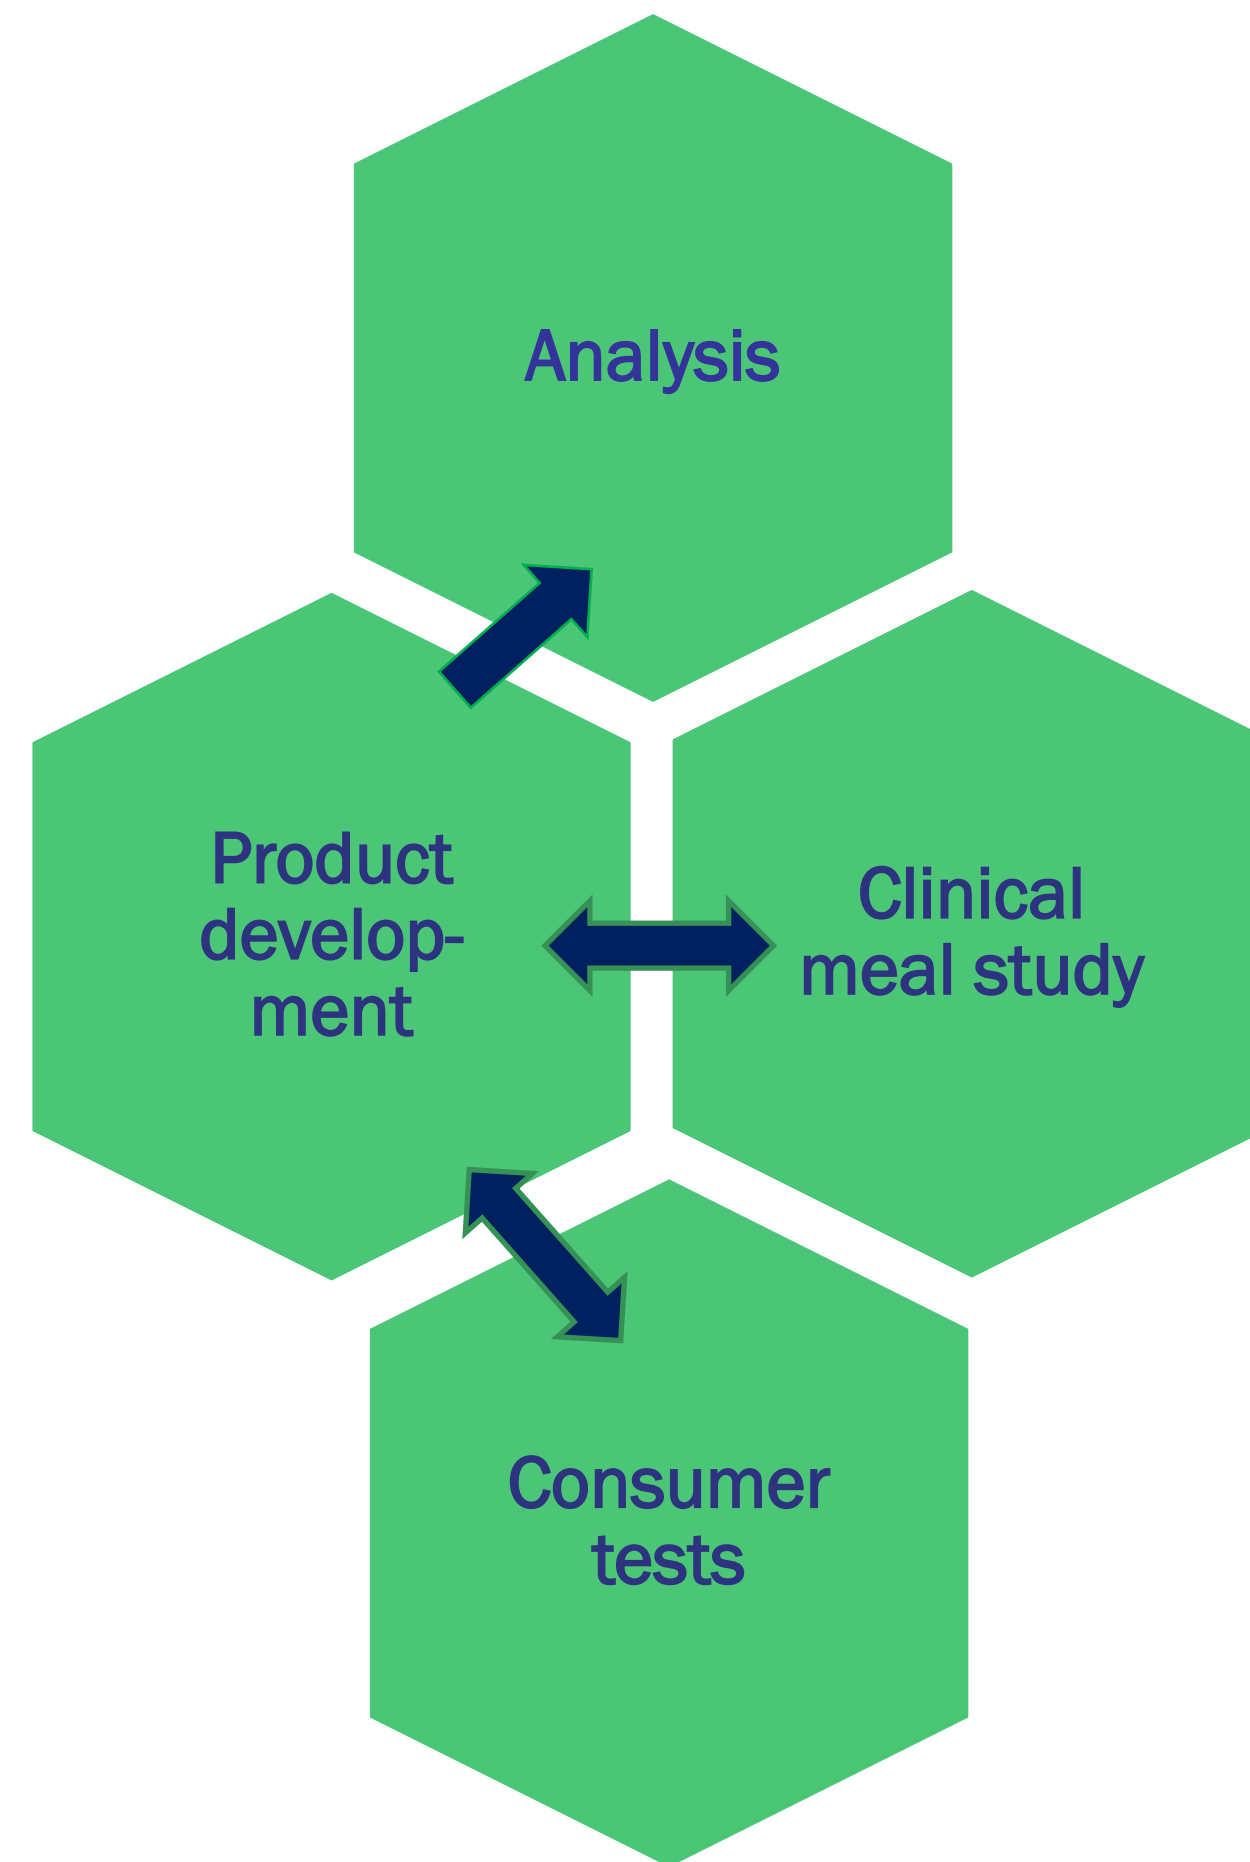 Analysis
Product
develop-
ment
Clinical
meal study
Consumer
tests